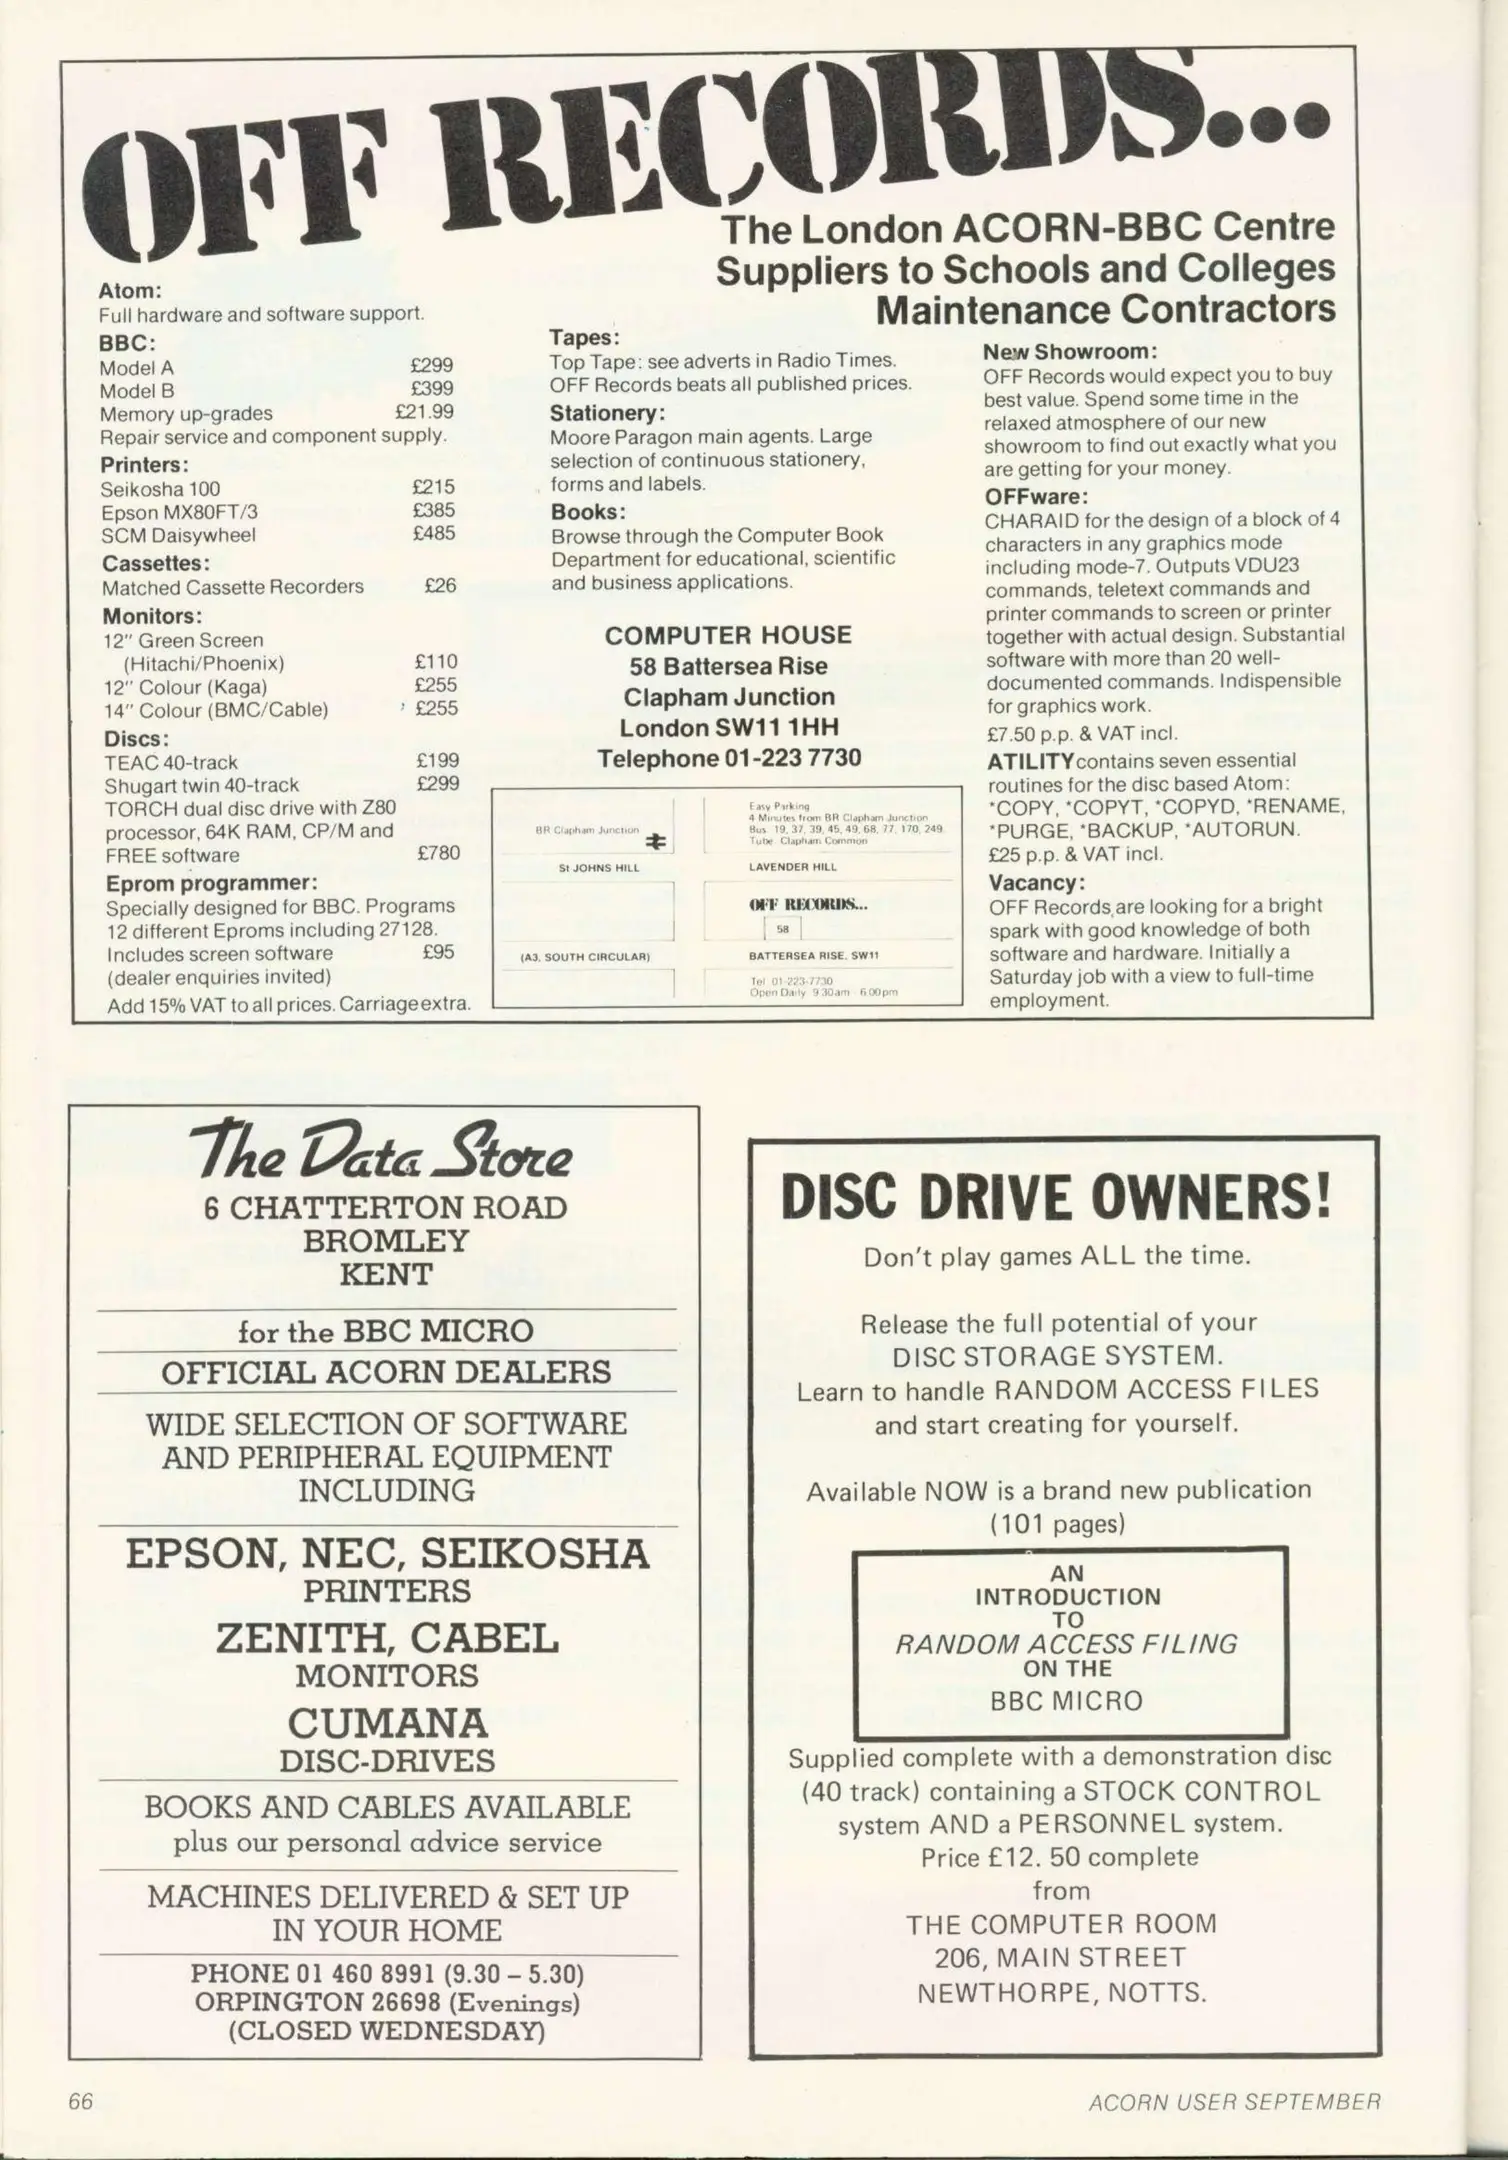 OFF RECORDS...
The London ACORN-BBC Centre
Suppliers to Schools and Colleges
Maintenance Contractors
Atom:
Full hardware and software support.
BBC:
Model A £299
Model B £399
Memory up-grades £21.99
Repair service and component supply.
Printers:
Seikosha 100 £215
Epson MX80FT/3 £385
SCM Daisywheel £485
Cassettes:
Matched Cassette Recorders £26
Monitors:
12" Green Screen
(Hitachi/Phoenix) £110
12" Colour (Kaga) £255
14" Colour (BMC/Cable) £255
Discs:
TEAC 40-track £199
Shugart twin 40-track £299
TORCH dual disc drive with Z80
processor, 64K RAM, CP/M and
FREE software £780
Eprom programmer:
Specially designed for BBC. Programs
12 different Eproms including 27128.
Includes screen software £95
(dealer enquiries invited)
Add 15% VAT to all prices. Carriage extra.
Tapes:
Top Tape: see adverts in Radio Times.
OFF Records beats all published prices.
Stationery:
Moore Paragon main agents. Large
selection of continuous stationery,
forms and labels.
Books:
Browse through the Computer Book
Department for educational, scientific
and business applications.
COMPUTER HOUSE
58 Battersea Rise
Clapham Junction
London SW11 1HH
Telephone 01-223 7730
BR Clapham Junction
Easy Parking
4 Minutes from BR Clapham Junction
Bus 19, 37, 39, 45, 49, 68, 77, 170, 249
Tube Clapham Common
St JOHNS HILL
LAVENDER HILL
OFF RECORDS...
58
(A3, SOUTH CIRCULAR)
BATTERSEA RISE, SW11
Tel 01-223-7730
Open Daily 9.30am - 6.00pm
New Showroom:
OFF Records would expect you to buy
best value. Spend some time in the
relaxed atmosphere of our new
showroom to find out exactly what you
are getting for your money.
OFFware:
CHARAID for the design of a block of 4
characters in any graphics mode
including mode-7. Outputs VDU23
commands, teletext commands and
printer commands to screen or printer
together with actual design. Substantial
software with more than 20 well-
documented commands. Indispensible
for graphics work.
£7.50 p.p. & VAT incl.
ATILITY contains seven essential
routines for the disc based Atom:
*COPY, *COPYT, *COPYD, *RENAME,
*PURGE, *BACKUP, *AUTORUN.
£25 p.p. & VAT incl.
Vacancy:
OFF Records are looking for a bright
spark with good knowledge of both
software and hardware. Initially a
Saturday job with a view to full-time
employment.
The Data Store
6 CHATTERTON ROAD
BROMLEY
KENT
for the BBC MICRO
OFFICIAL ACORN DEALERS
WIDE SELECTION OF SOFTWARE
AND PERIPHERAL EQUIPMENT
INCLUDING
EPSON, NEC, SEIKOSHA
PRINTERS
ZENITH, CABEL
MONITORS
CUMANA
DISC-DRIVES
BOOKS AND CABLES AVAILABLE
plus our personal advice service
MACHINES DELIVERED & SET UP
IN YOUR HOME
PHONE 01 460 8991 (9.30 – 5.30)
ORPINGTON 26698 (Evenings)
(CLOSED WEDNESDAY)
DISC DRIVE OWNERS!
Don't play games ALL the time.
Release the full potential of your
DISC STORAGE SYSTEM.
Learn to handle RANDOM ACCESS FILES
and start creating for yourself.
Available NOW is a brand new publication
(101 pages)
AN
INTRODUCTION
TO
RANDOM ACCESS FILING
ON THE
BBC MICRO
Supplied complete with a demonstration disc
(40 track) containing a STOCK CONTROL
system AND a PERSONNEL system.
Price £12. 50 complete
from
THE COMPUTER ROOM
206, MAIN STREET
NEWTHORPE, NOTTS.
66
ACORN USER SEPTEMBER